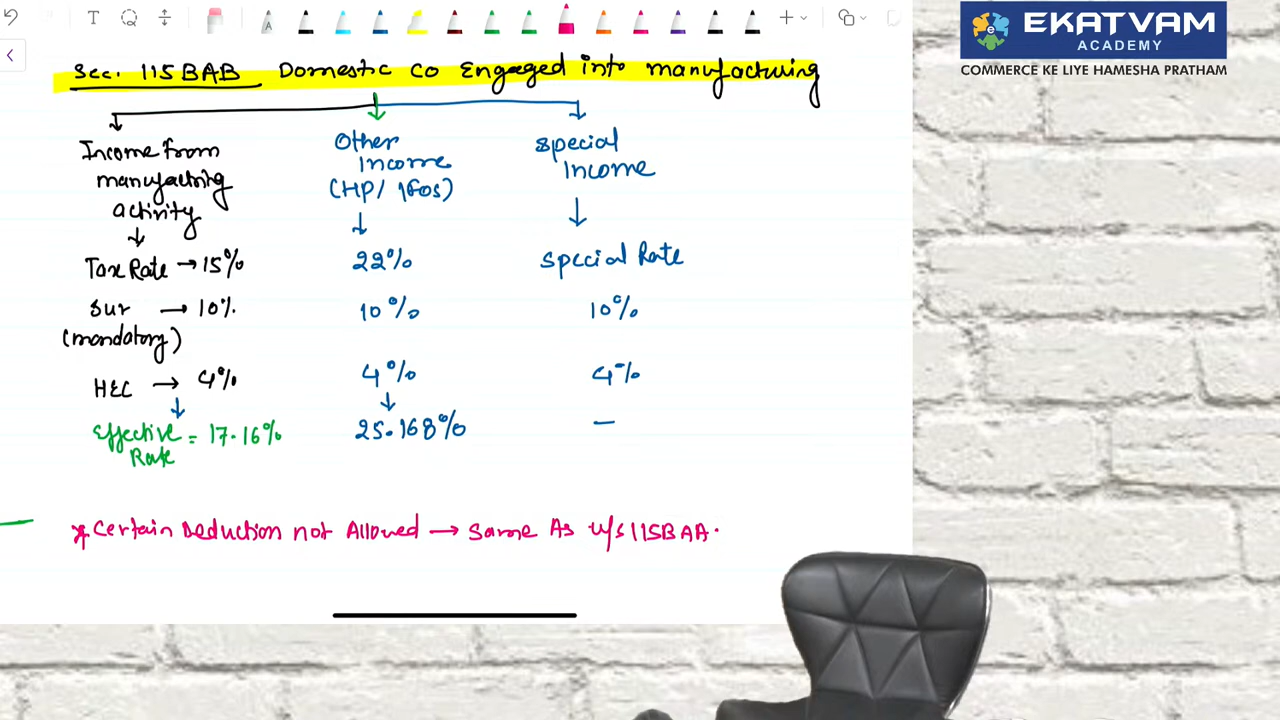 EKATVAM
ACADEMY
COMMERCE KE LIYE HAMESHA PRATHAM
Sec. 115BAB Domestic co Engaged into manufacturing
Income from
manufactring
activity
Tax Rate → 15%
Sur → 10%
(mandatory)
HEC → 4%
Effective = 17.16%
Rate
Other
Income
(HP/ IFOS)
22%
10%
4%
25.168%
Special
Income
Special Rate
10%
4%
—
* Certain Deduction not Allowed → Same As u/s 115BAA.